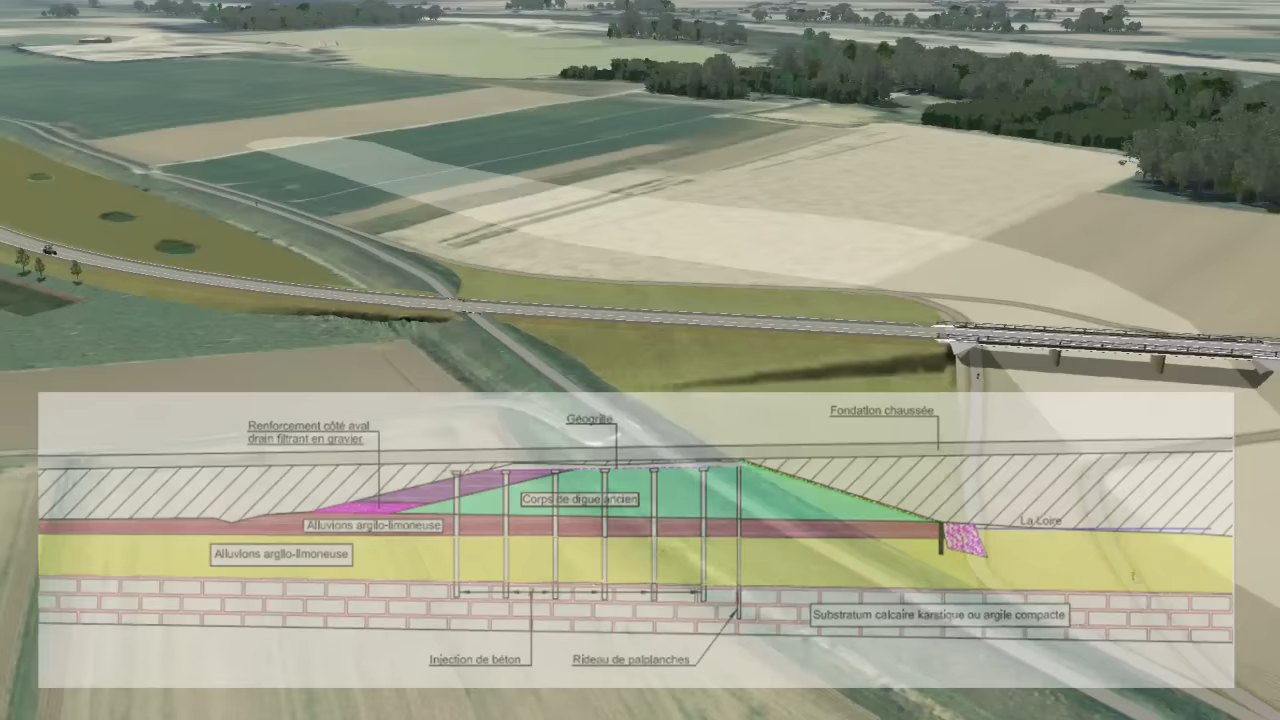 Fondation chaussée
Géogrille
Renforcement côté aval
drain filtrant en gravier
Corps de digue ancien
La Loire
Alluvions argilo-limoneuse
Alluvions argilo-limoneuse
Substratum calcaire karstique ou argile compacte
Injection de béton
Rideau de palplanches